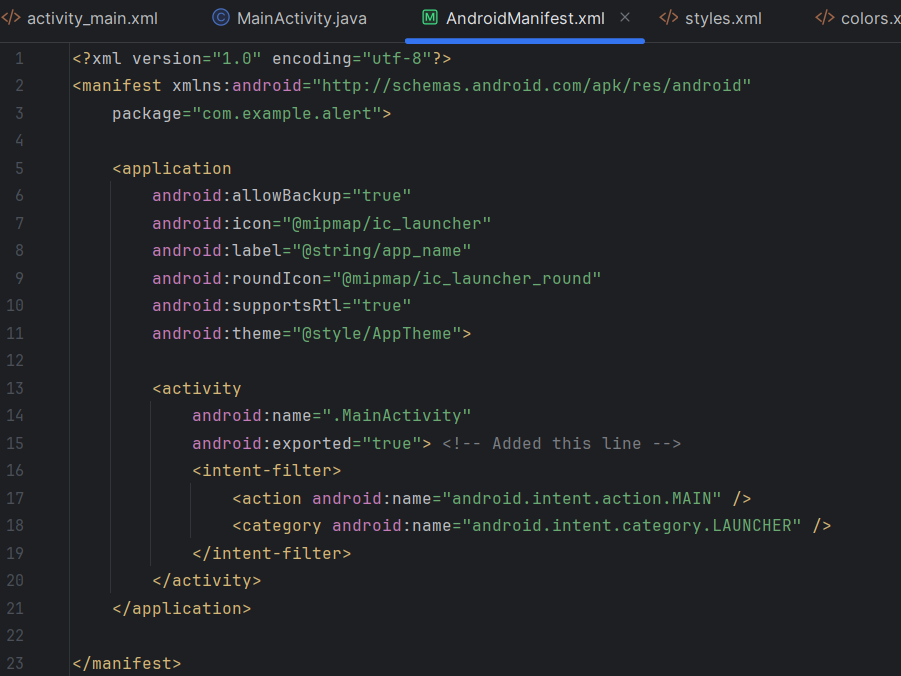 activity_main.xml MainActivity.java AndroidManifest.xml styles.xml colors.x
1 <?xml version="1.0" encoding="utf-8"?>
2 <manifest xmlns:android="http://schemas.android.com/apk/res/android"
3 package="com.example.alert">
4
5 <application
6 android:allowBackup="true"
7 android:icon="@mipmap/ic_launcher"
8 android:label="@string/app_name"
9 android:roundIcon="@mipmap/ic_launcher_round"
10 android:supportsRtl="true"
11 android:theme="@style/AppTheme">
12
13 <activity
14 android:name=".MainActivity"
15 android:exported="true"> <!-- Added this line -->
16 <intent-filter>
17 <action android:name="android.intent.action.MAIN" />
18 <category android:name="android.intent.category.LAUNCHER" />
19 </intent-filter>
20 </activity>
21 </application>
22
23 </manifest>